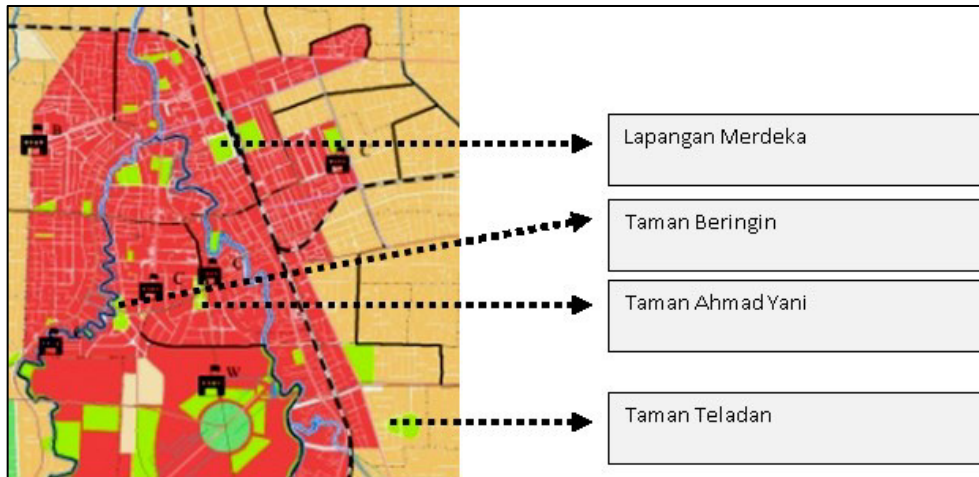 Lapangan Merdeka
Taman Beringin
Taman Ahmad Yani
Taman Teladan
B
C
C
G
W